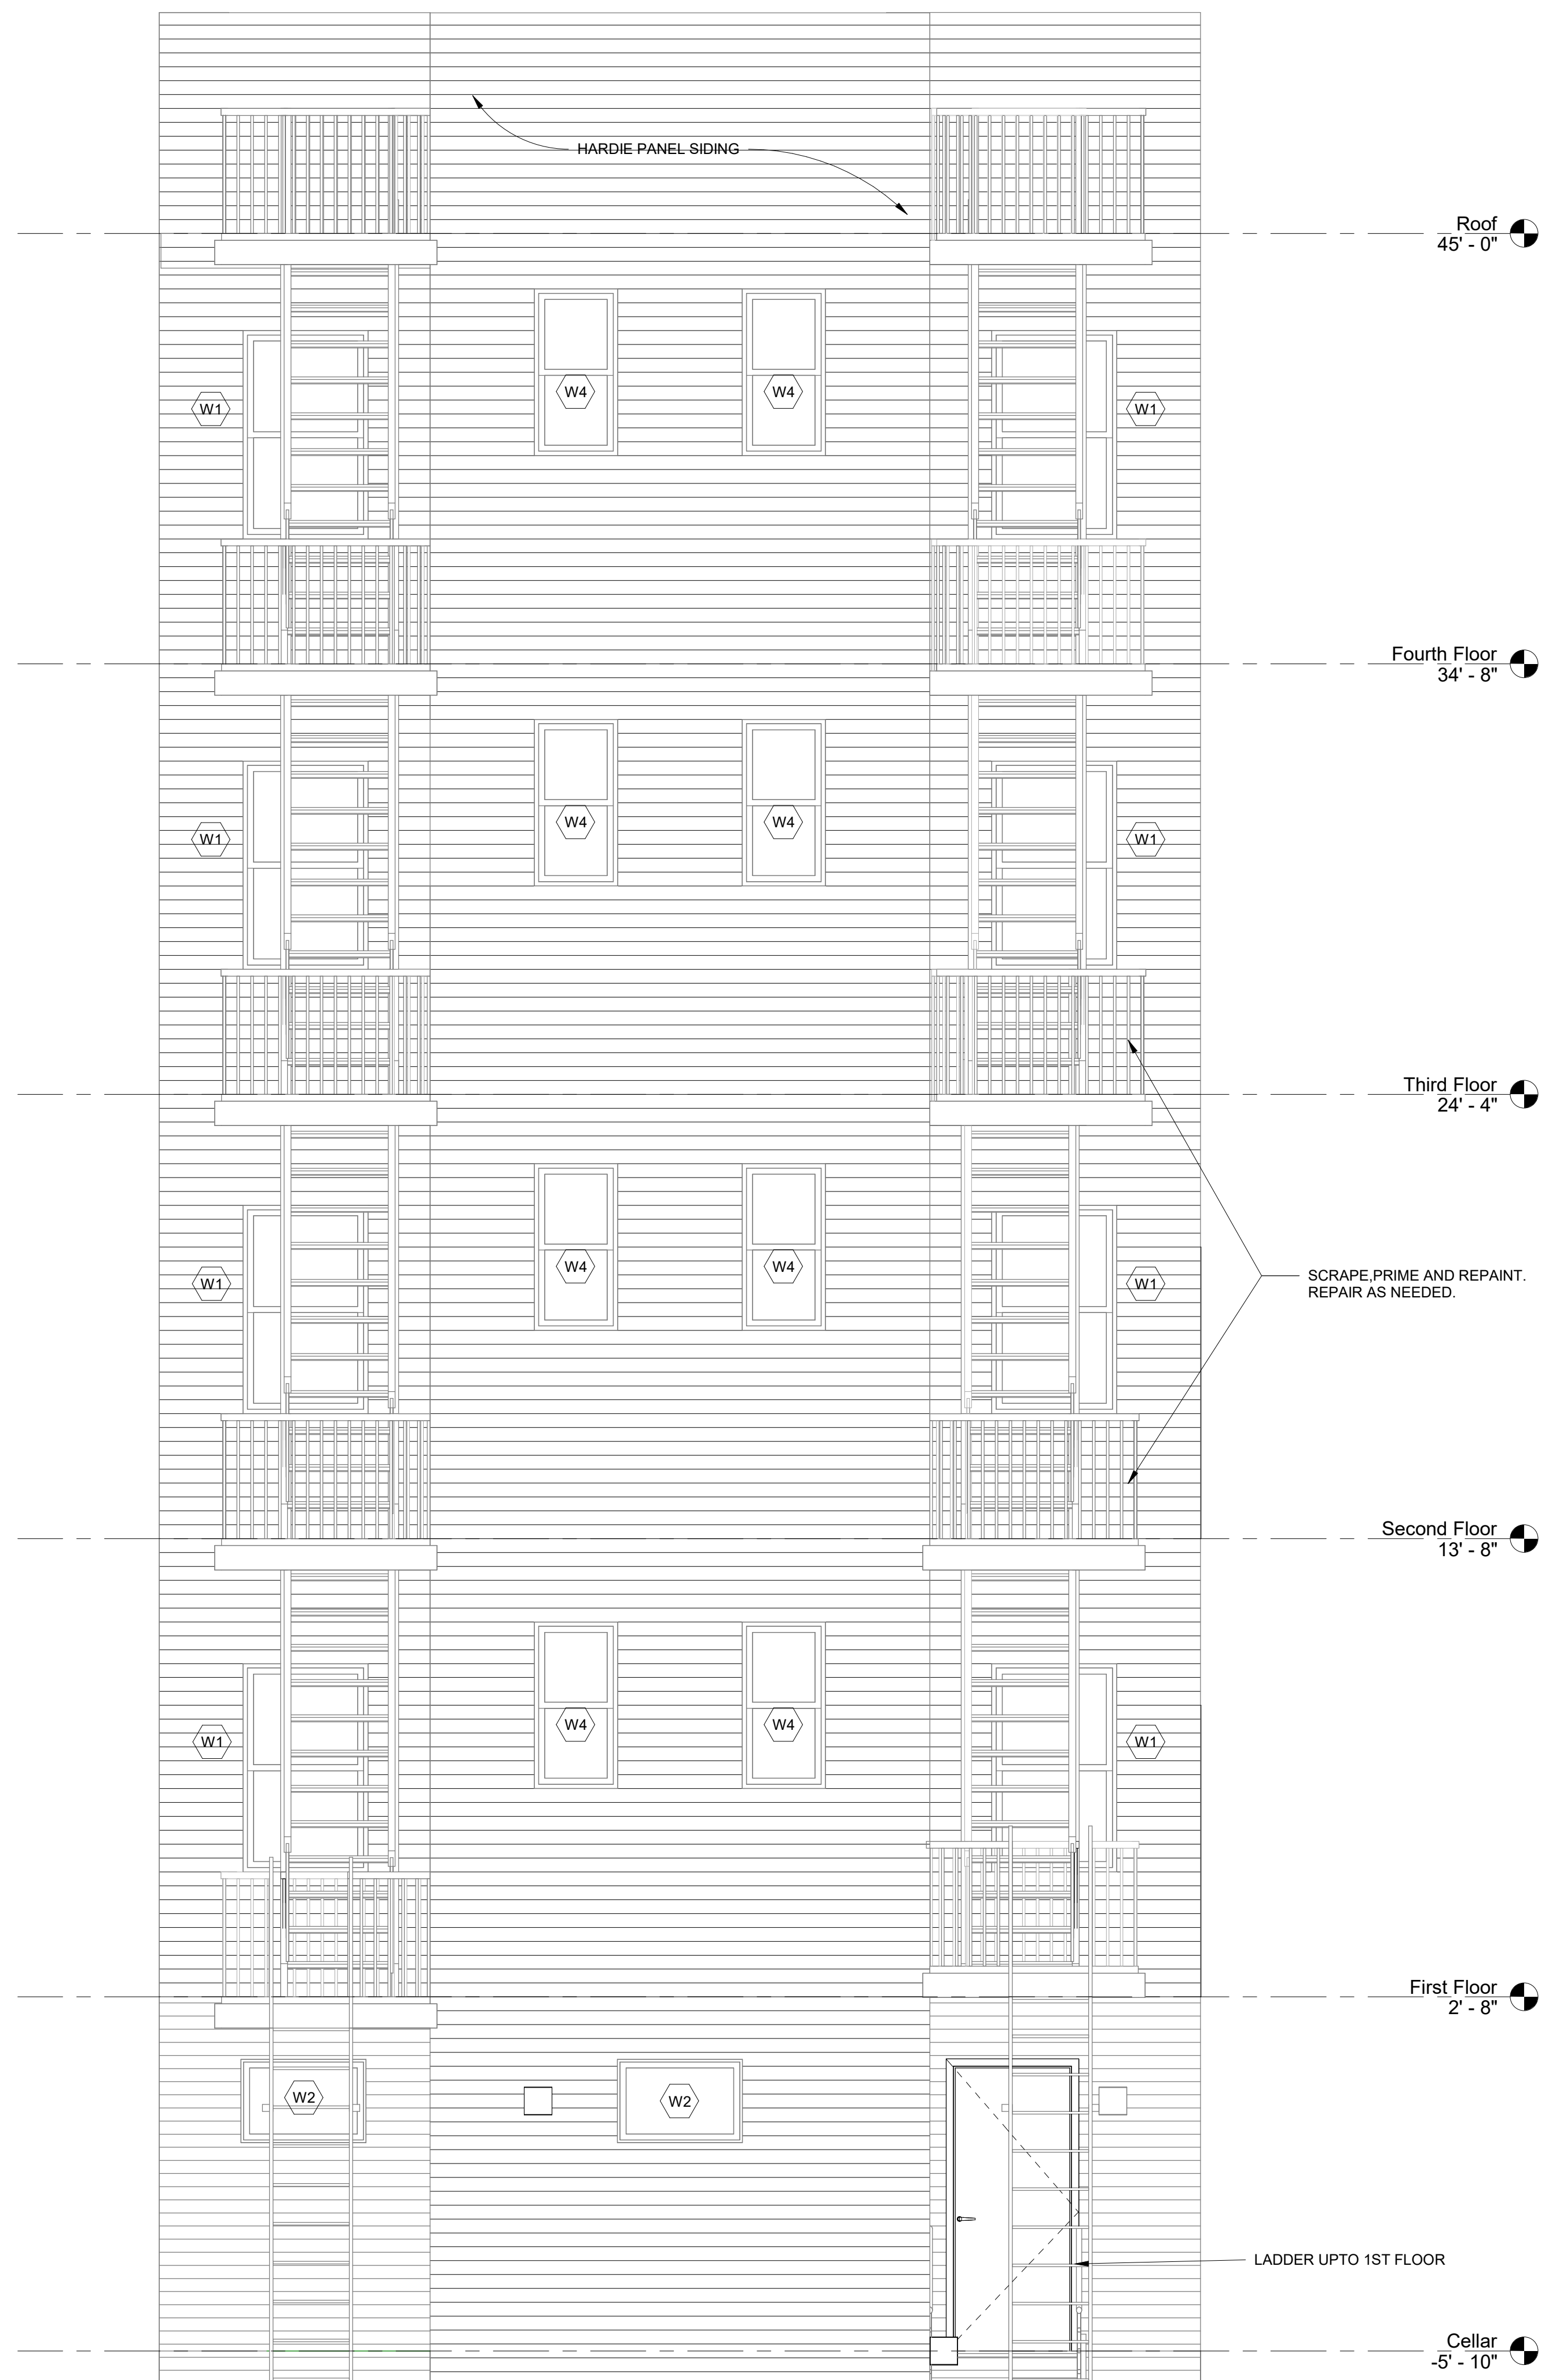 HARDIE PANEL SIDING
Roof
45' - 0"
W4
W4
W1
W1
Fourth Floor
34' - 8"
W4
W4
W1
W1
Third Floor
24' - 4"
W4
W4
W1
W1
SCRAPE,PRIME AND REPAINT.
REPAIR AS NEEDED.
Second Floor
13' - 8"
W4
W4
W1
W1
First Floor
2' - 8"
W2
W2
LADDER UPTO 1ST FLOOR
Cellar
-5' - 10"